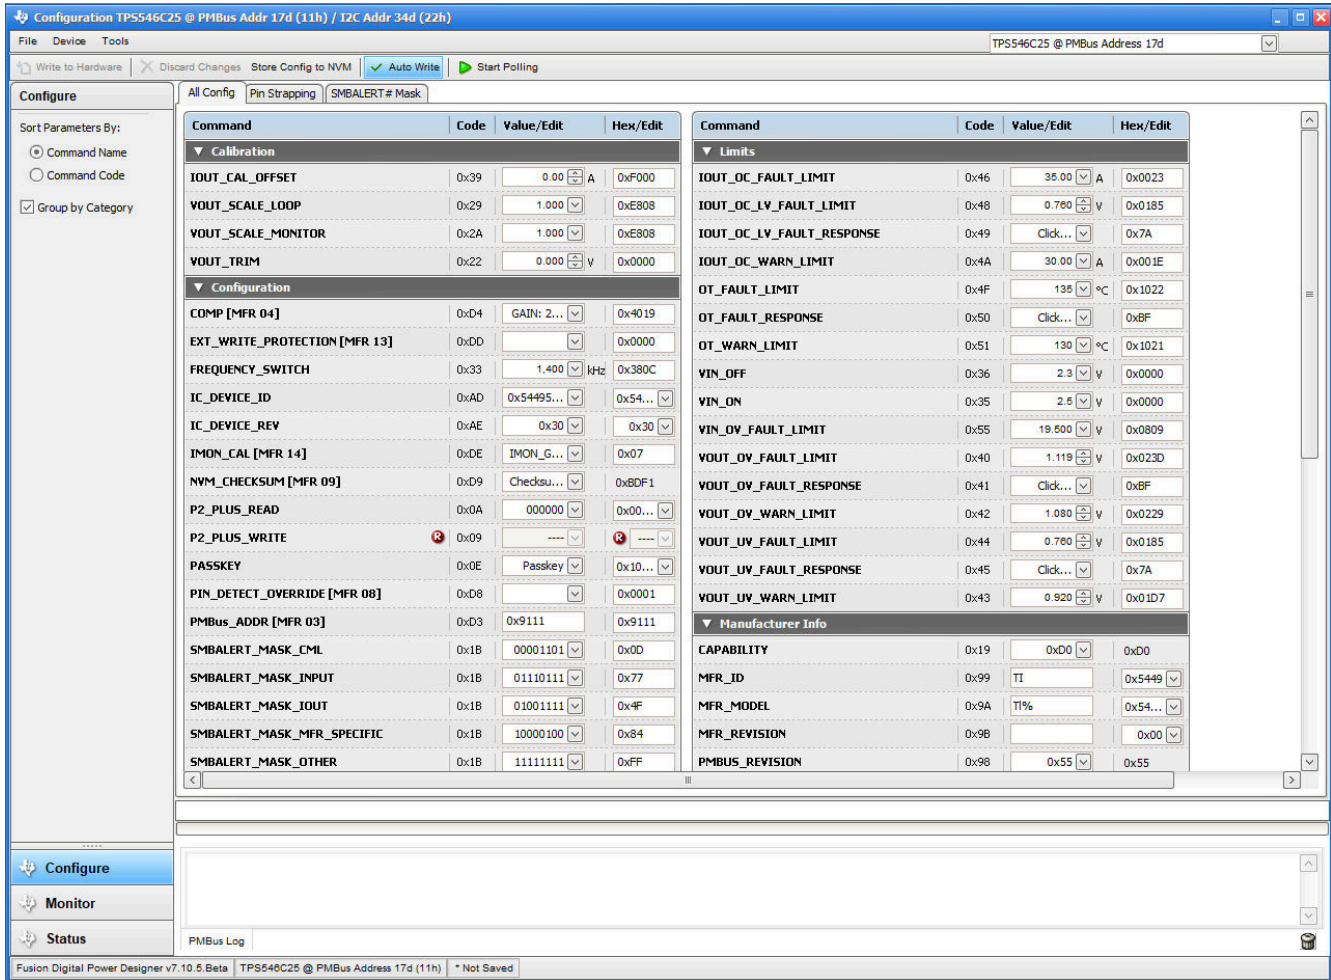 Configuration TPS546C25 @ PMBus Addr 17d (11h) / I2C Addr 34d (22h)
File Device Tools
TPS546C25 @ PMBus Address 17d
Write to Hardware Discard Changes Store Config to NVM Auto Write Start Polling
Configure
Sort Parameters By:
Command Name
Command Code
Group by Category
All Config Pin Strapping SMBALERT# Mask
Command Code Value/Edit Hex/Edit
Calibration
IOUT_CAL_OFFSET 0x39 0.00 A 0xF000
VOUT_SCALE_LOOP 0x29 1.000 0xE808
VOUT_SCALE_MONITOR 0x2A 1.000 0xE808
VOUT_TRIM 0x22 0.000 V 0x0000
Configuration
COMP [MFR 04] 0xD4 GAIN: 2... 0x4019
EXT_WRITE_PROTECTION [MFR 13] 0xDD 0x0000
FREQUENCY_SWITCH 0x33 1,400 kHz 0x380C
IC_DEVICE_ID 0xAD 0x54495... 0x54...
IC_DEVICE_REV 0xAE 0x30 0x30
IMON_CAL [MFR 14] 0xDE IMON_G... 0x07
NVM_CHECKSUM [MFR 09] 0xD9 Checksu... 0xBDF1
P2_PLUS_READ 0x0A 000000 0x00...
P2_PLUS_WRITE R 0x09 ---- R ----
PASSKEY 0x0E Passkey 0x10...
PIN_DETECT_OVERRIDE [MFR 08] 0xD8 0x0001
PMBus_ADDR [MFR 03] 0xD3 0x9111 0x9111
SMBALERT_MASK_CML 0x1B 00001101 0x0D
SMBALERT_MASK_INPUT 0x1B 01110111 0x77
SMBALERT_MASK_IOUT 0x1B 01001111 0x4F
SMBALERT_MASK_MFR_SPECIFIC 0x1B 10000100 0x84
SMBALERT_MASK_OTHER 0x1B 11111111 0xFF
Command Code Value/Edit Hex/Edit
Limits
IOUT_OC_FAULT_LIMIT 0x46 35.00 A 0x0023
IOUT_OC_LV_FAULT_LIMIT 0x48 0.760 V 0x0185
IOUT_OC_LV_FAULT_RESPONSE 0x49 Click... 0x7A
IOUT_OC_WARN_LIMIT 0x4A 30.00 A 0x001E
OT_FAULT_LIMIT 0x4F 135 °C 0x1022
OT_FAULT_RESPONSE 0x50 Click... 0xBF
OT_WARN_LIMIT 0x51 130 °C 0x1021
VIN_OFF 0x36 2.3 V 0x0000
VIN_ON 0x35 2.5 V 0x0000
VIN_OV_FAULT_LIMIT 0x55 19.500 V 0x0809
VOUT_OV_FAULT_LIMIT 0x40 1.119 V 0x023D
VOUT_OV_FAULT_RESPONSE 0x41 Click... 0xBF
VOUT_OV_WARN_LIMIT 0x42 1.080 V 0x0229
VOUT_UV_FAULT_LIMIT 0x44 0.760 V 0x0185
VOUT_UV_FAULT_RESPONSE 0x45 Click... 0x7A
VOUT_UV_WARN_LIMIT 0x43 0.920 V 0x01D7
Manufacturer Info
CAPABILITY 0x19 0xD0 0xD0
MFR_ID 0x99 TI 0x5449
MFR_MODEL 0x9A TI% 0x54...
MFR_REVISION 0x9B 0x00
PMBUS_REVISION 0x98 0x55 0x55
Configure
Monitor
Status
PMBus Log
Fusion Digital Power Designer v7.10.5.Beta TPS546C25 @ PMBus Address 17d (11h) * Not Saved